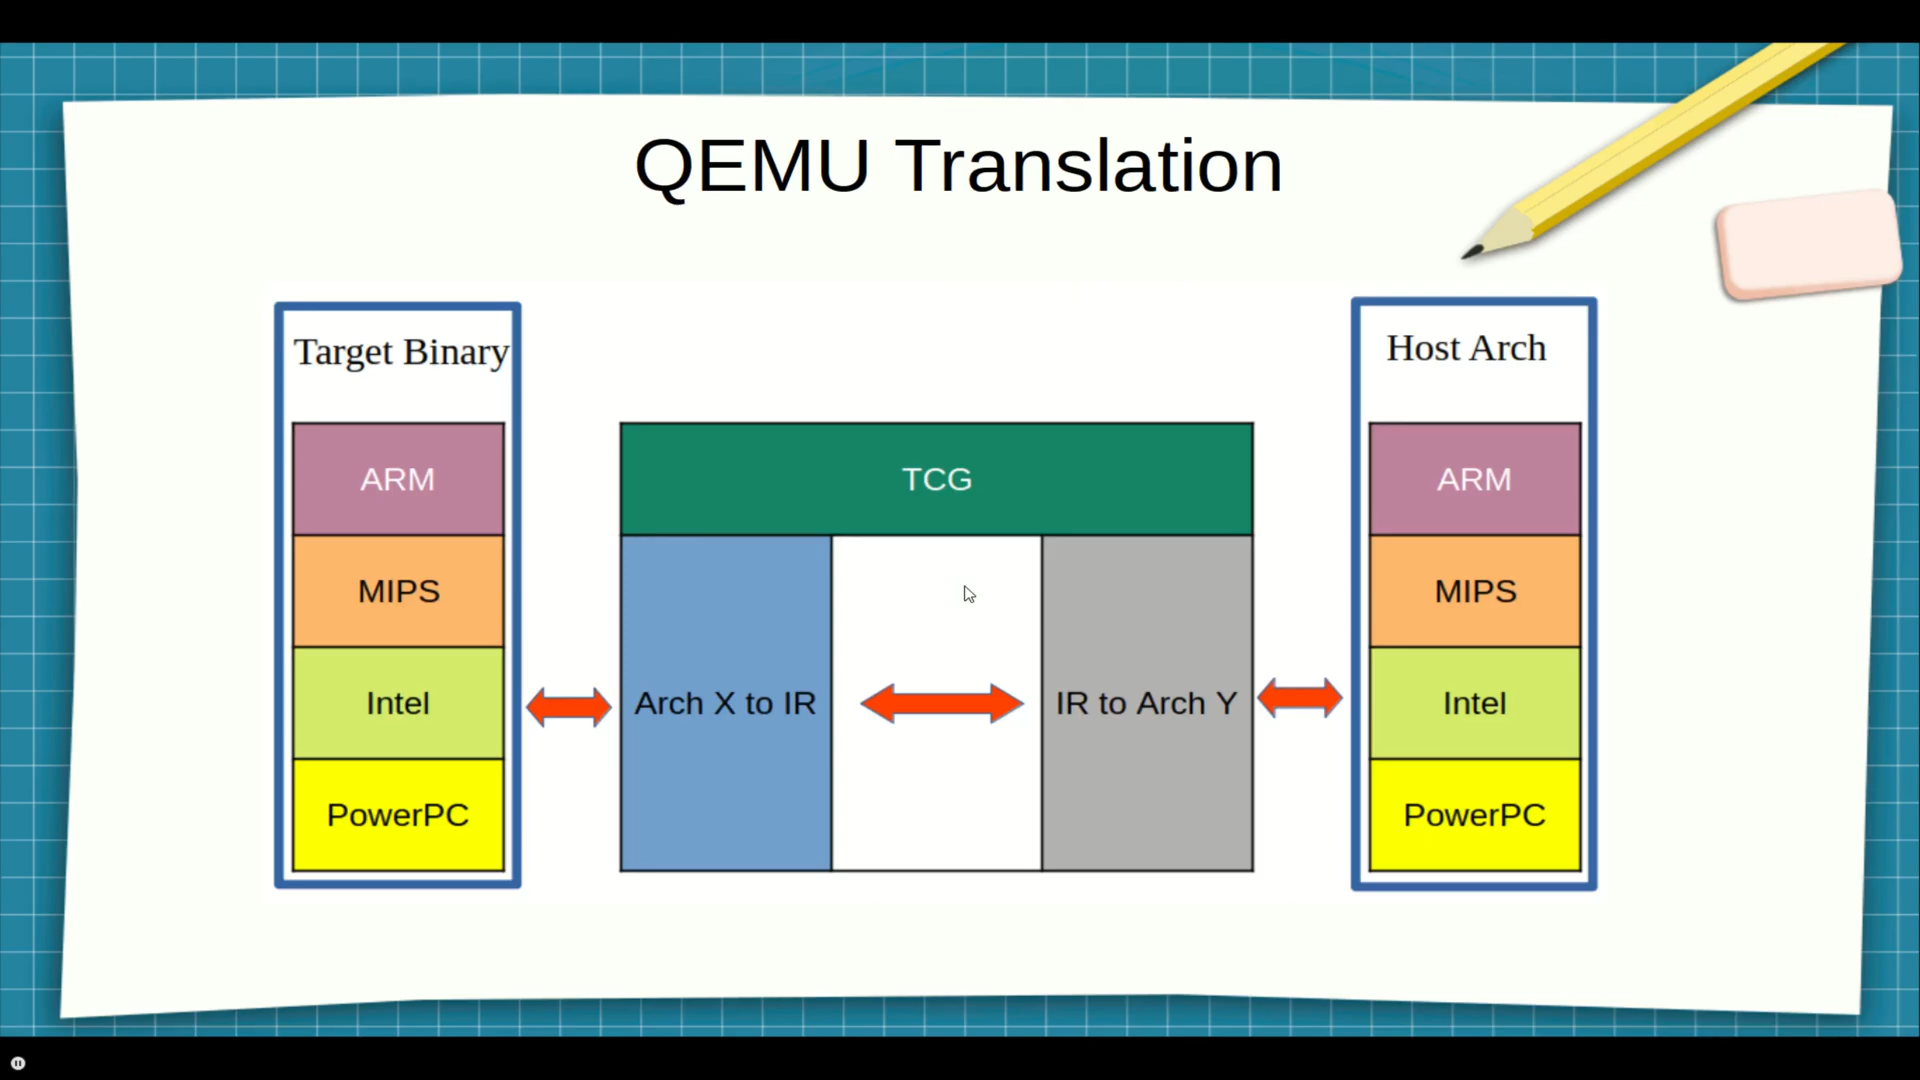 QEMU Translation
Target Binary
ARM
MIPS
Intel
PowerPC
TCG
Arch X to IR
IR to Arch Y
Host Arch
ARM
MIPS
Intel
PowerPC